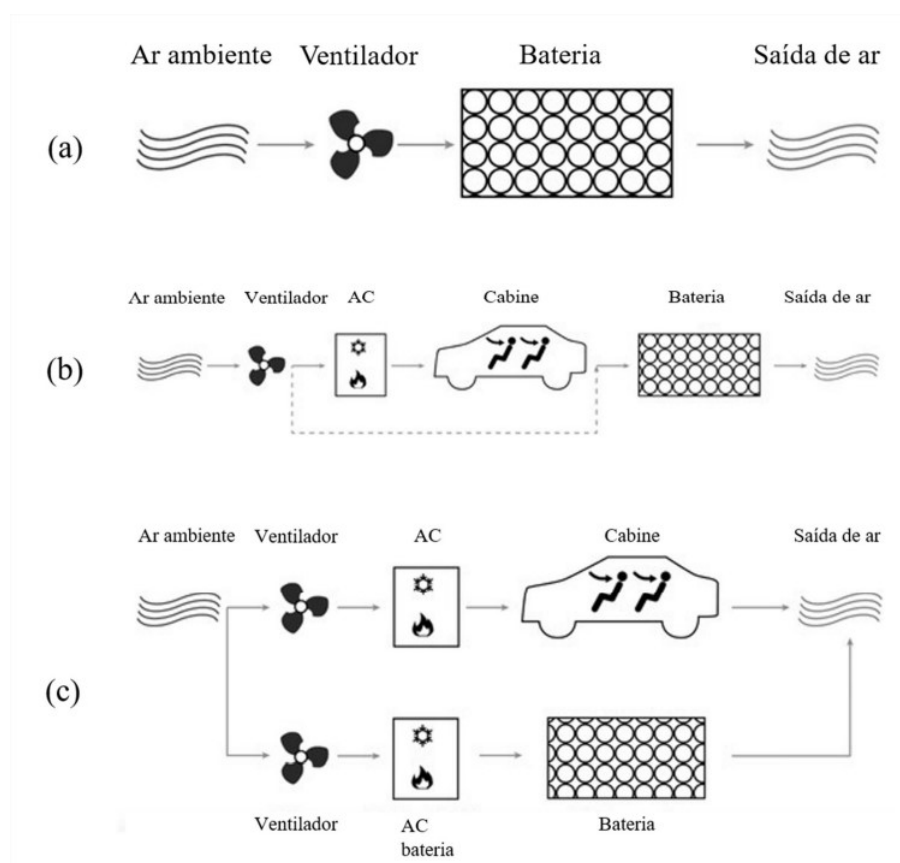 Ar ambiente Ventilador Bateria Saída de ar
(a)
Ar ambiente Ventilador AC Cabine Bateria Saída de ar
(b)
Ar ambiente Ventilador AC Cabine Saída de ar
(c)
Ventilador AC Bateria
bateria